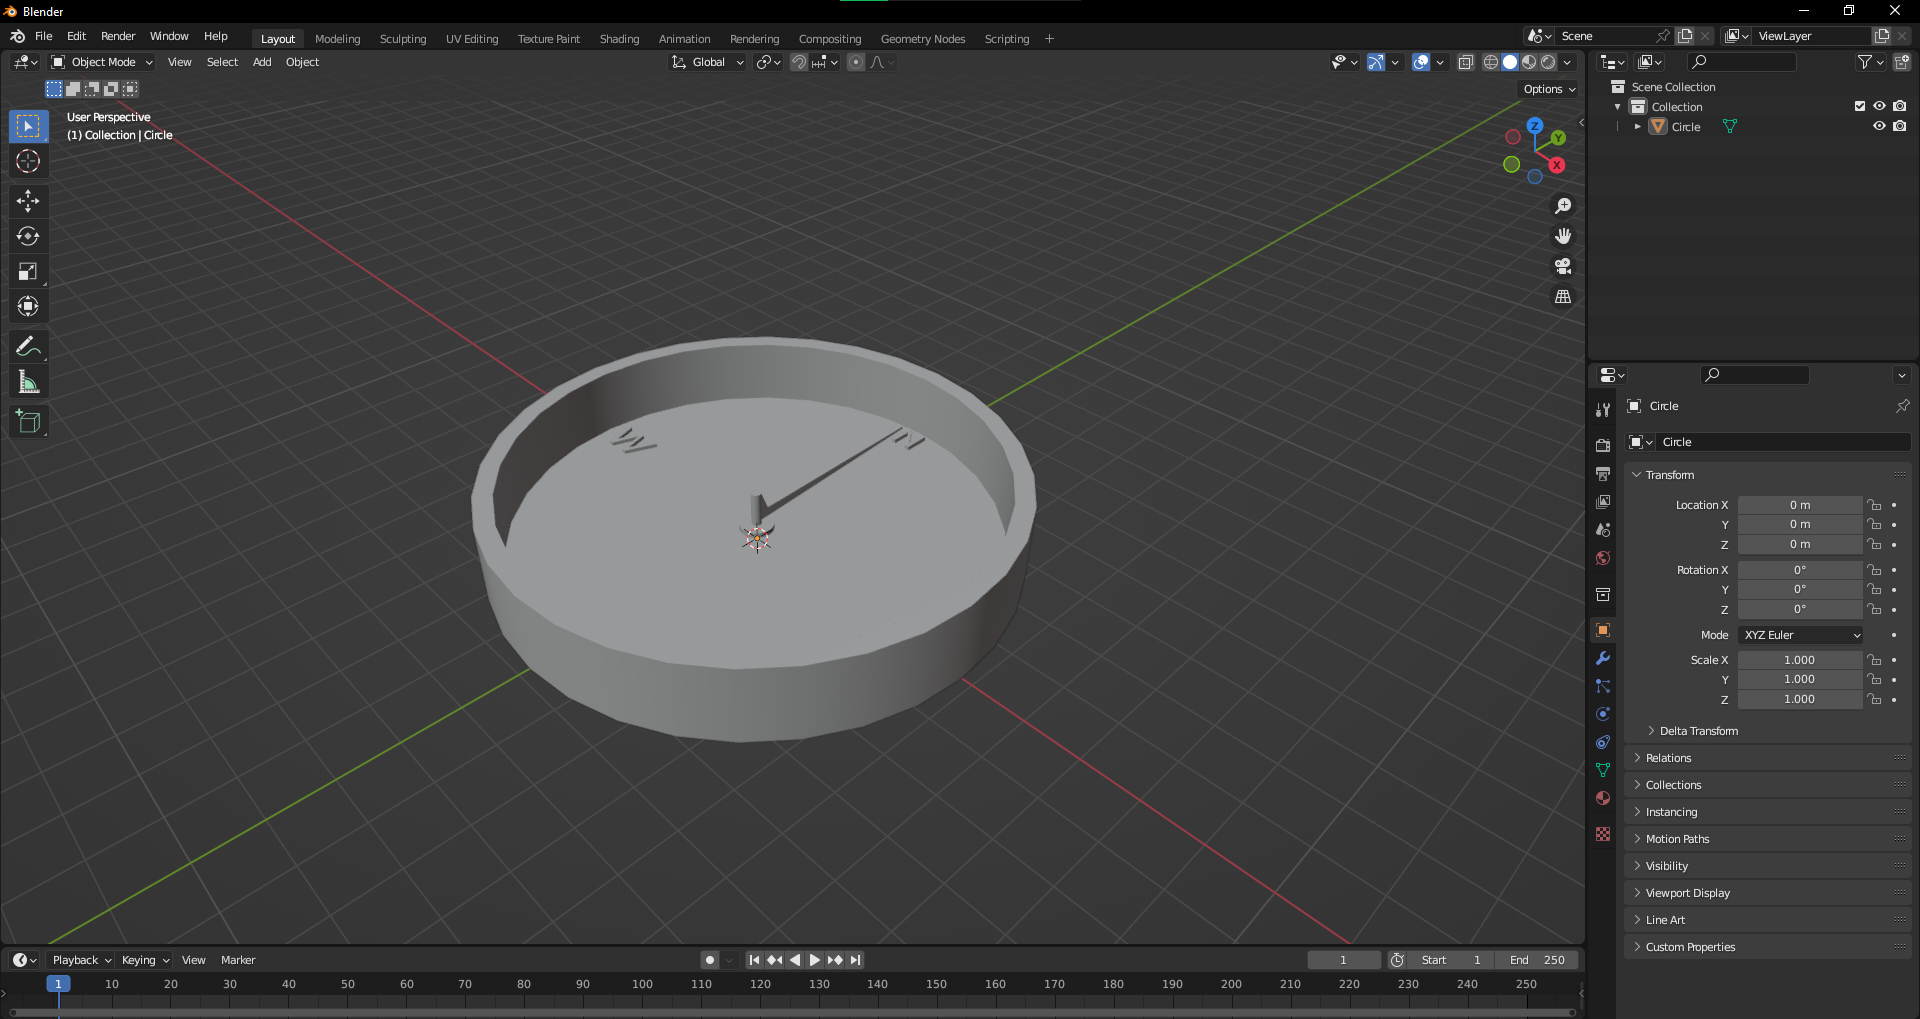 Blender
File Edit Render Window Help Layout Modeling Sculpting UV Editing Texture Paint Shading Animation Rendering Compositing Geometry Nodes Scripting + Scene ViewLayer
Object Mode View Select Add Object Global
Options
User Perspective
(1) Collection | Circle
Scene Collection
Collection
Circle
Z
Y
X
W
N
Circle
Circle
Transform
Location X 0 m
Y 0 m
Z 0 m
Rotation X 0°
Y 0°
Z 0°
Mode XYZ Euler
Scale X 1.000
Y 1.000
Z 1.000
Delta Transform
Relations
Collections
Instancing
Motion Paths
Visibility
Viewport Display
Line Art
Custom Properties
Playback Keying View Marker 1 Start 1 End 250
1 10 20 30 40 50 60 70 80 90 100 110 120 130 140 150 160 170 180 190 200 210 220 230 240 250